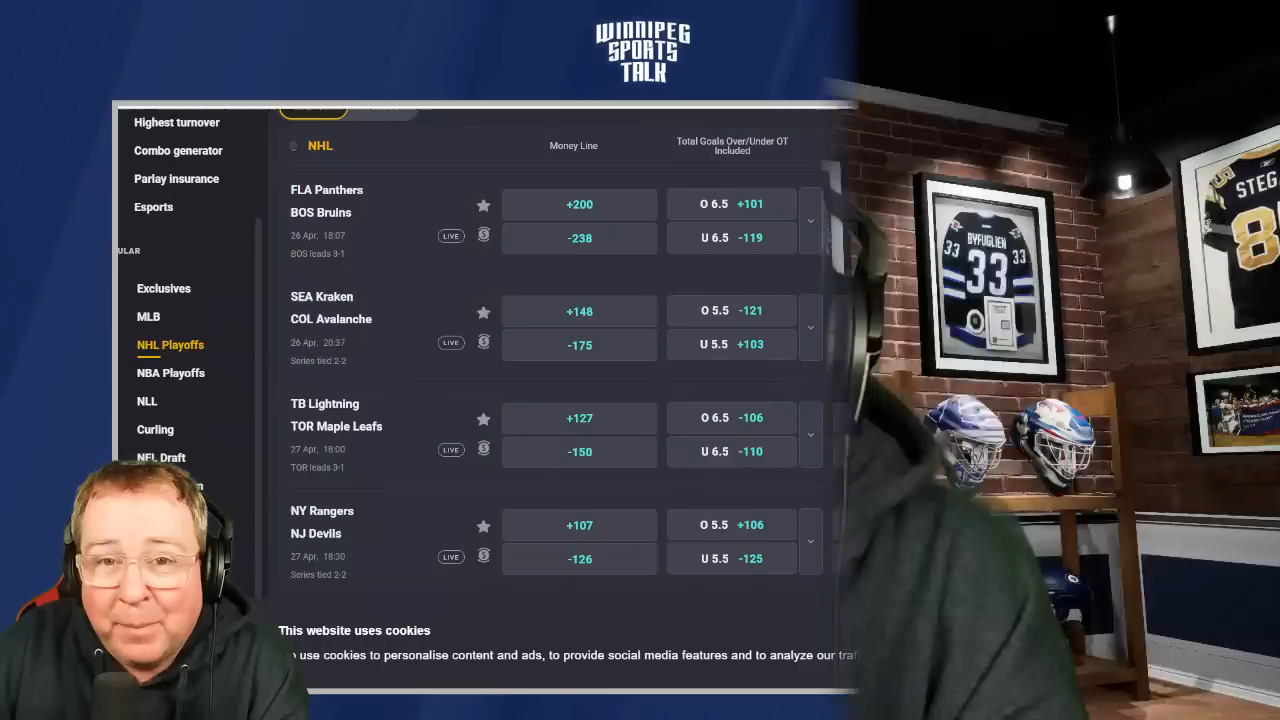 WINNIPEG
SPORTS
TALK
Highest turnover
Combo generator
Parlay insurance
Esports
ULAR
Exclusives
MLB
NHL Playoffs
NBA Playoffs
NLL
Curling
NFL Draft
NHL
Money Line
Total Goals Over/Under OT
Included
FLA Panthers
BOS Bruins
26 Apr, 18:07
BOS leads 3-1
LIVE
+200
-238
O 6.5 +101
U 6.5 -119
SEA Kraken
COL Avalanche
26 Apr, 20:37
Series tied 2-2
LIVE
+148
-175
O 5.5 -121
U 5.5 +103
TB Lightning
TOR Maple Leafs
27 Apr, 18:00
TOR leads 3-1
LIVE
+127
-150
O 6.5 -106
U 6.5 -110
NY Rangers
NJ Devils
27 Apr, 18:30
Series tied 2-2
LIVE
+107
-126
O 5.5 +106
U 5.5 -125
This website uses cookies
use cookies to personalise content and ads, to provide social media features and to analyze our traf
BYFUGLIEN
33 33
33
STEG
8